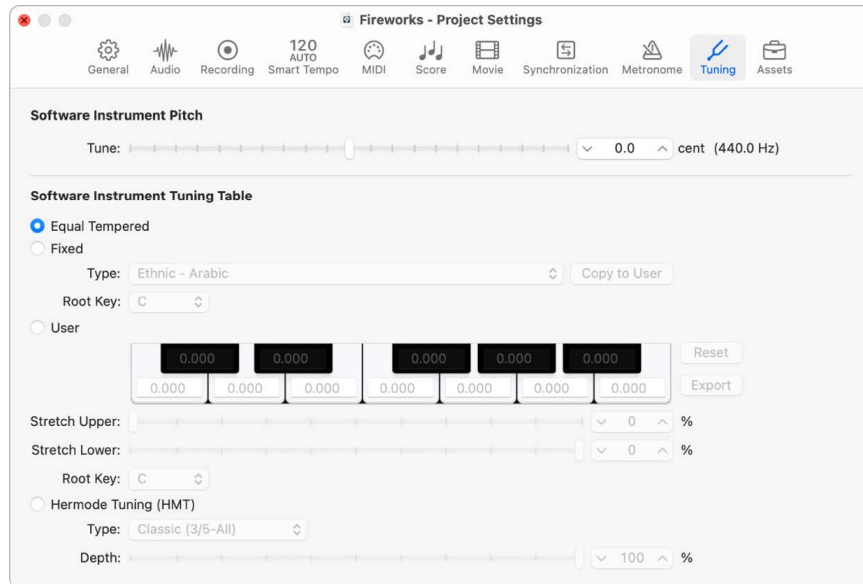 Fireworks - Project Settings
120
AUTO
General Audio Recording Smart Tempo MIDI Score Movie Synchronization Metronome Tuning Assets
Software Instrument Pitch
Tune: 0.0 cent (440.0 Hz)
Software Instrument Tuning Table
Equal Tempered
Fixed
Type: Ethnic - Arabic Copy to User
Root Key: C
User
0.000 0.000 0.000 0.000 0.000 Reset
0.000 0.000 0.000 0.000 0.000 0.000 0.000 Export
Stretch Upper: 0 %
Stretch Lower: 0 %
Root Key: C
Hermode Tuning (HMT)
Type: Classic (3/5-All)
Depth: 100 %